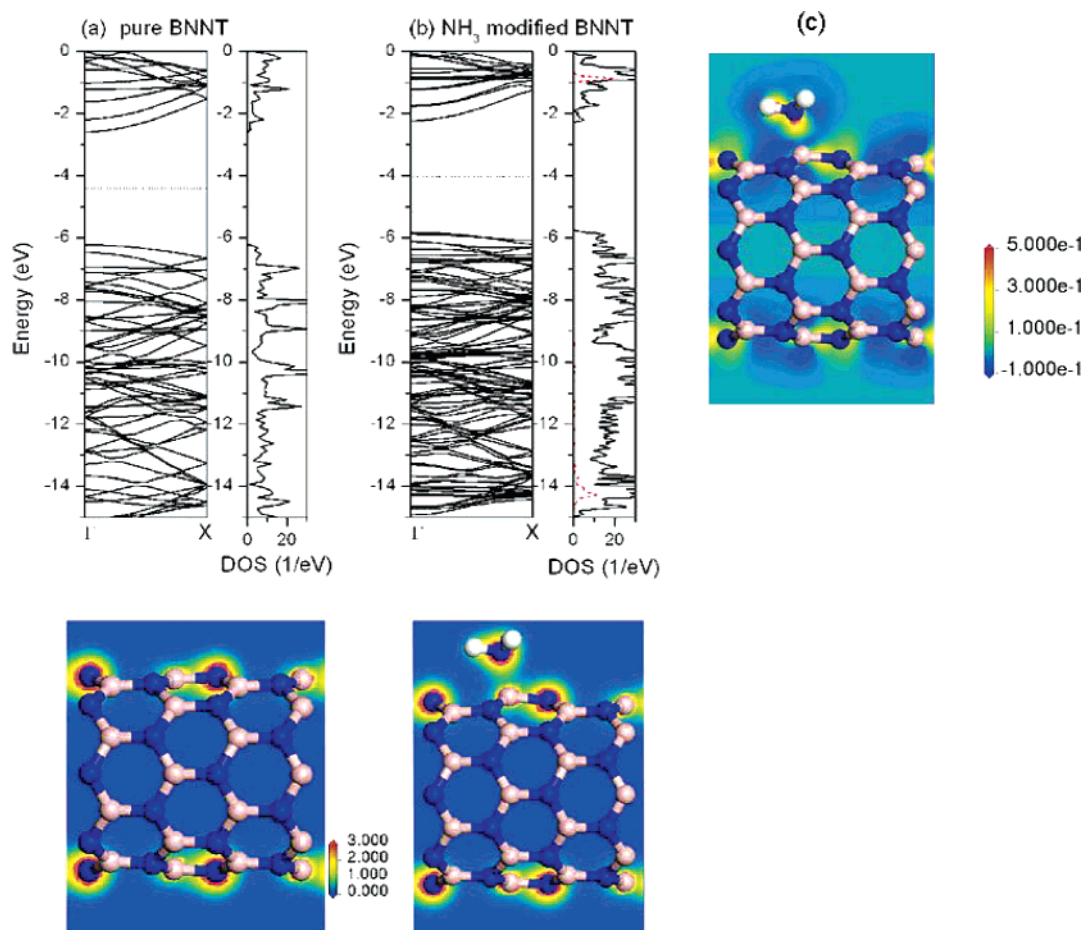 (a) pure BNNT
(b) NH3 modified BNNT
(c)
0
-2
-4
-6
-8
-10
-12
-14
Energy (eV)
Γ X
0
-2
-4
-6
-8
-10
-12
-14
0 20
DOS (1/eV)
0
-2
-4
-6
-8
-10
-12
-14
Energy (eV)
Γ X
0
-2
-4
-6
-8
-10
-12
-14
0 20
DOS (1/eV)
5.000e-1
3.000e-1
1.000e-1
-1.000e-1
3.000
2.000
1.000
0.000